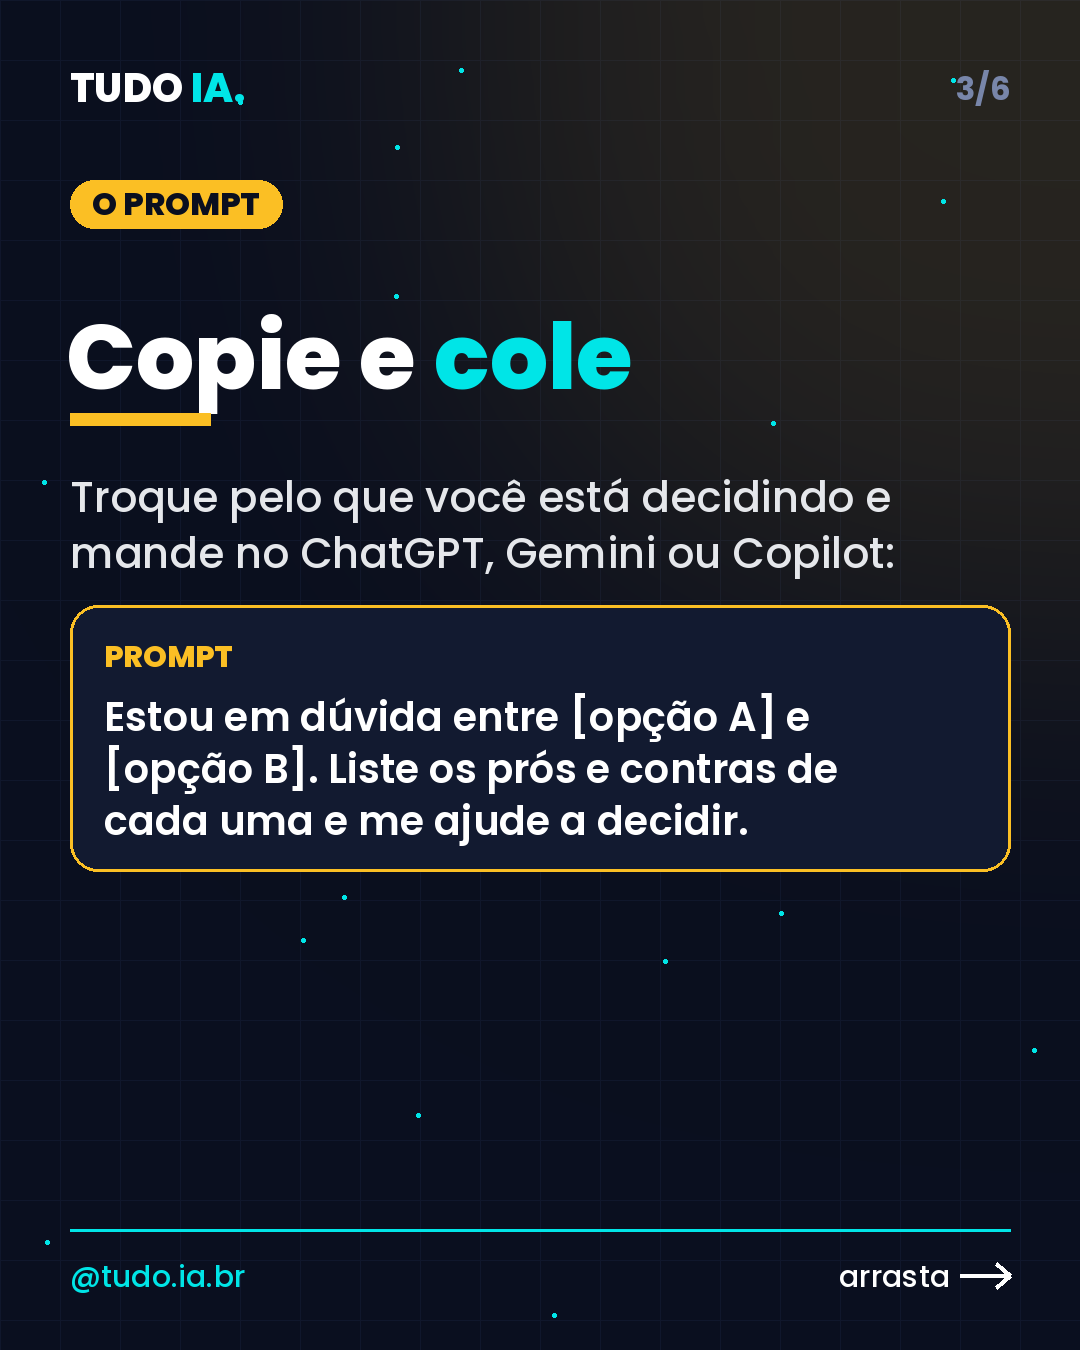 TUDO IA.
3/6
O PROMPT
Copie e cole
Troque pelo que você está decidindo e
mande no ChatGPT, Gemini ou Copilot:
PROMPT
Estou em dúvida entre [opção A] e
[opção B]. Liste os prós e contras de
cada uma e me ajude a decidir.
@tudo.ia.br
arrasta →